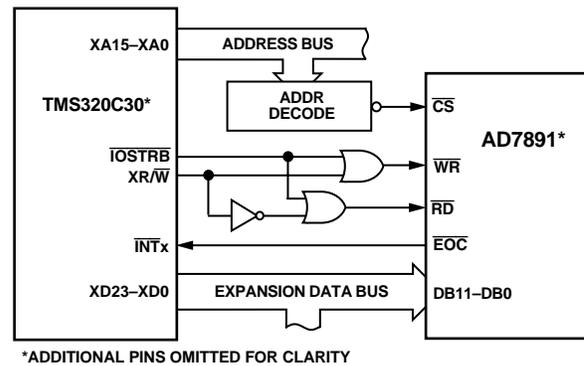 XA15–XA0
ADDRESS BUS
TMS320C30*
ADDR
DECODE
CS
AD7891*
IOSTRB
XR/W
WR
RD
INTx
EOC
XD23–XD0
EXPANSION DATA BUS
DB11–DB0
*ADDITIONAL PINS OMITTED FOR CLARITY